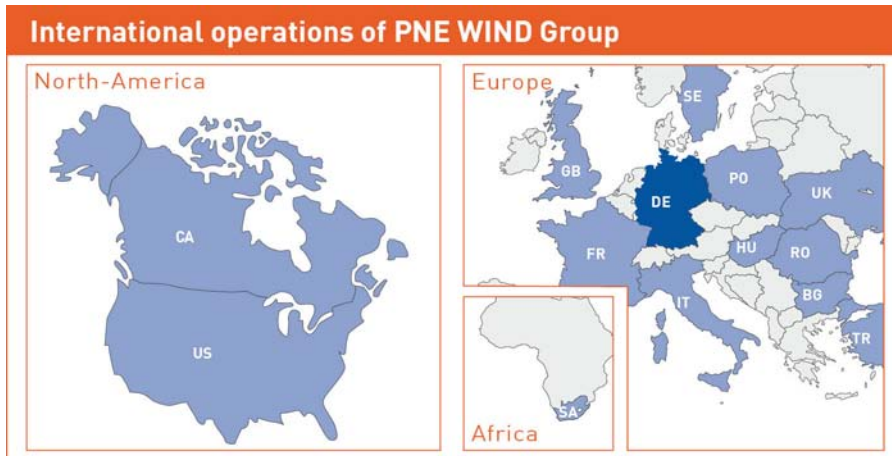 International operations of PNE WIND Group
North-America
CA
US
Europe
SE
GB
DE
PO
UK
FR
HU
RO
IT
BG
TR
SA
Africa